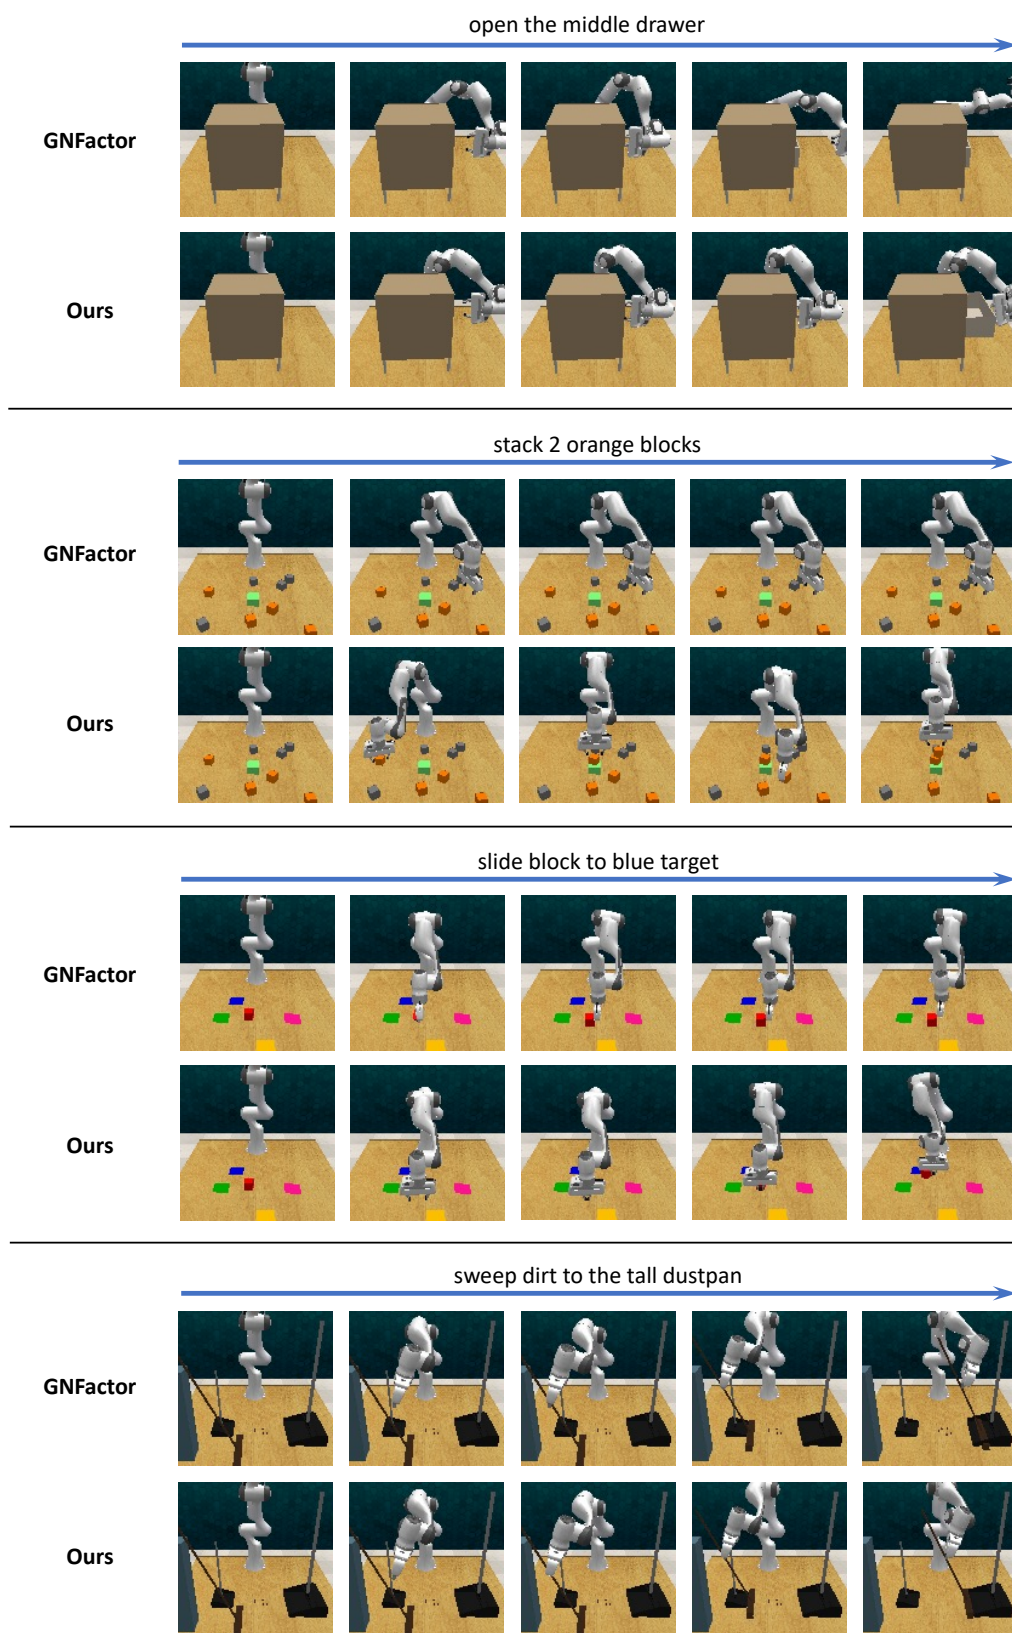 open the middle drawer
GNFactor
Ours
stack 2 orange blocks
GNFactor
Ours
slide block to blue target
GNFactor
Ours
sweep dirt to the tall dustpan
GNFactor
Ours